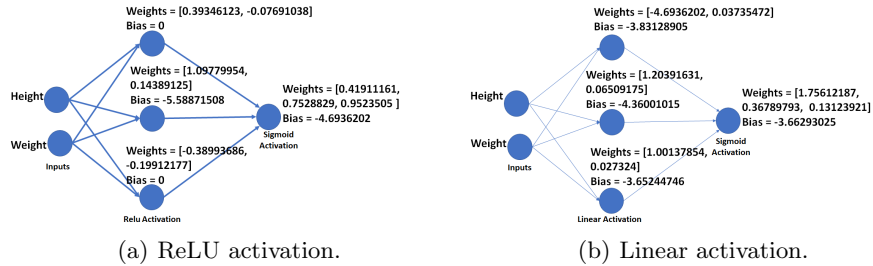 Weights = [0.39346123, -0.07691038]
Bias = 0
Weights = [1.09779954,
0.14389125]
Bias = -5.58871508
Height
Weights = [0.41911161,
0.7528829, 0.9523505 ]
Bias = -4.6936202
Weight
Sigmoid
Activation
Inputs
Weights = [-0.38993686,
-0.19912177]
Bias = 0
Relu Activation
(a) ReLU activation.
Weights = [-4.6936202, 0.03735472]
Bias = -3.83128905
Weights = [1.20391631,
0.06509175]
Bias = -4.36001015
Height
Weights = [1.75612187,
0.36789793, 0.13123921]
Bias = -3.66293025
Weight
Sigmoid
Activation
Inputs
Weights = [1.00137854,
0.027324]
Bias = -3.65244746
Linear Activation
(b) Linear activation.